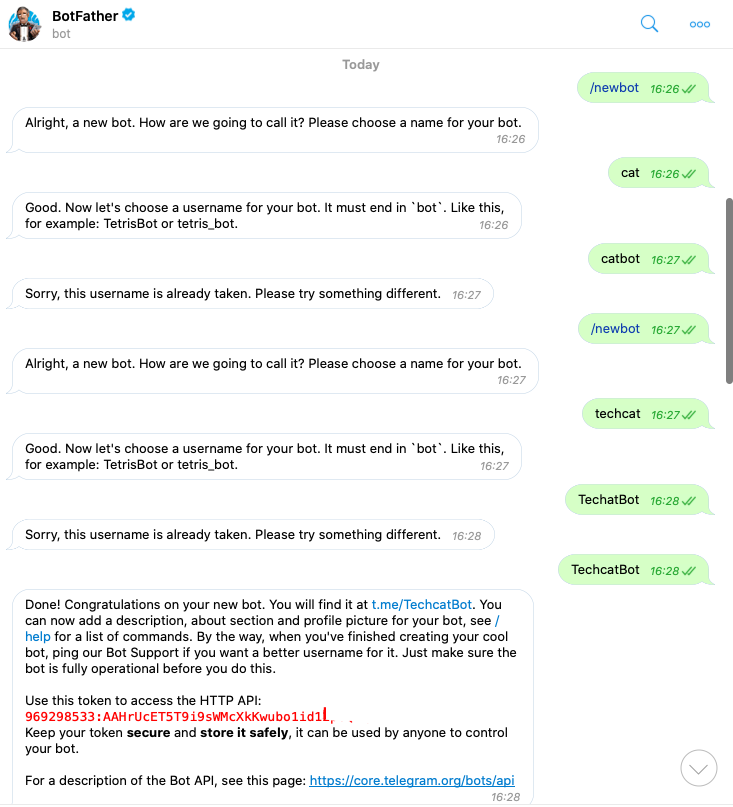 BotFather
bot
Today
/newbot 16:26
Alright, a new bot. How are we going to call it? Please choose a name for your bot.
16:26
cat 16:26
Good. Now let's choose a username for your bot. It must end in `bot`. Like this,
for example: TetrisBot or tetris_bot. 16:26
catbot 16:27
Sorry, this username is already taken. Please try something different. 16:27
/newbot 16:27
Alright, a new bot. How are we going to call it? Please choose a name for your bot.
16:27
techcat 16:27
Good. Now let's choose a username for your bot. It must end in `bot`. Like this,
for example: TetrisBot or tetris_bot. 16:27
TechatBot 16:28
Sorry, this username is already taken. Please try something different. 16:28
TechcatBot 16:28
Done! Congratulations on your new bot. You will find it at t.me/TechcatBot. You
can now add a description, about section and profile picture for your bot, see /
help for a list of commands. By the way, when you've finished creating your cool
bot, ping our Bot Support if you want a better username for it. Just make sure the
bot is fully operational before you do this.
Use this token to access the HTTP API:
Keep your token secure and store it safely, it can be used by anyone to control
your bot.
For a description of the Bot API, see this page: https://core.telegram.org/bots/api
16:28